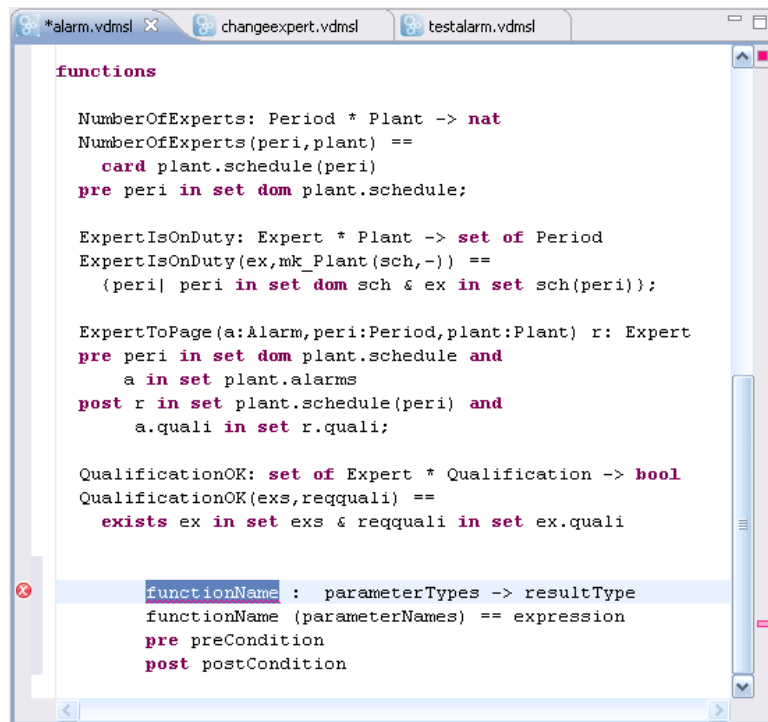 *alarm.vdmsl changeexpert.vdmsl testalarm.vdmsl
functions
NumberOfExperts: Period * Plant -> nat
NumberOfExperts(peri,plant) ==
card plant.schedule(peri)
pre peri in set dom plant.schedule;
ExpertIsOnDuty: Expert * Plant -> set of Period
ExpertIsOnDuty(ex,mk_Plant(sch,-)) ==
{peri| peri in set dom sch & ex in set sch(peri)};
ExpertToPage(a:Alarm,peri:Period,plant:Plant) r: Expert
pre peri in set dom plant.schedule and
a in set plant.alarms
post r in set plant.schedule(peri) and
a.quali in set r.quali;
QualificationOK: set of Expert * Qualification -> bool
QualificationOK(exs,reqquali) ==
exists ex in set exs & reqquali in set ex.quali
functionName : parameterTypes -> resultType
functionName (parameterNames) == expression
pre preCondition
post postCondition